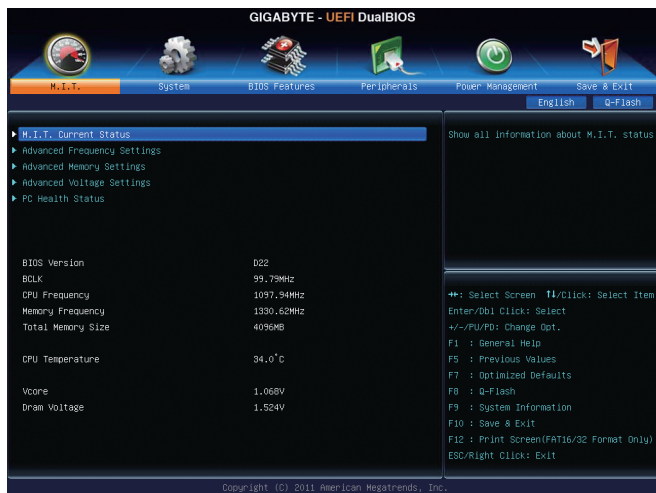 GIGABYTE - UEFI DualBIOS
M.I.T.
System
BIOS Features
Peripherals
Power Management
Save & Exit
English
Q-Flash
M.I.T. Current Status
Advanced Frequency Settings
Advanced Memory Settings
Advanced Voltage Settings
PC Health Status
Show all information about M.I.T. status
BIOS Version D22
BCLK 99.79MHz
CPU Frequency 1097.94MHz
Memory Frequency 1330.62MHz
Total Memory Size 4096MB
CPU Temperature 34.0°C
Vcore 1.068V
Dram Voltage 1.524V
→←: Select Screen ↑↓/Click: Select Item
Enter/Dbl Click: Select
+/-/PU/PD: Change Opt.
F1 : General Help
F5 : Previous Values
F7 : Optimized Defaults
F8 : Q-Flash
F9 : System Information
F10 : Save & Exit
F12 : Print Screen(FAT16/32 Format Only)
ESC/Right Click: Exit
Copyright (C) 2011 American Megatrends, Inc.